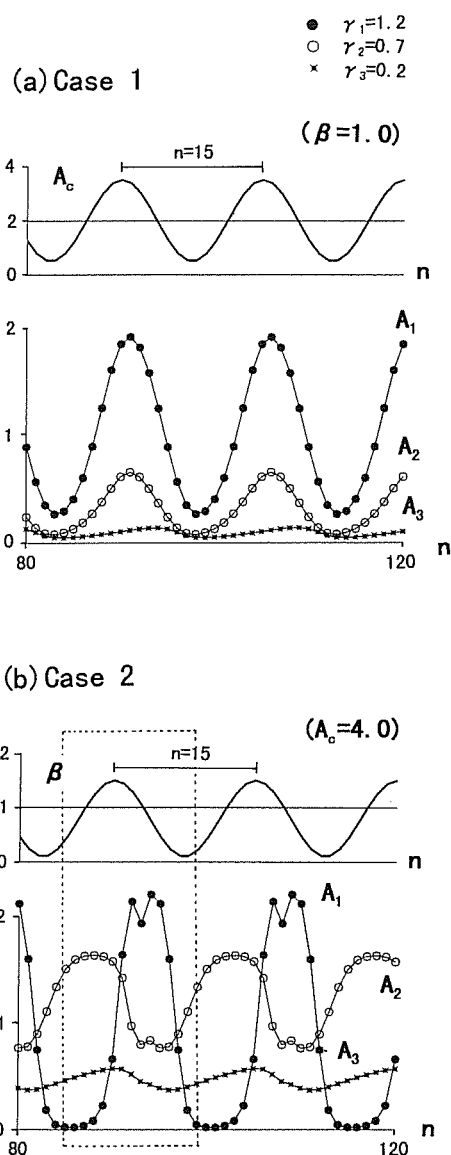 ● γ₁=1.2
○ γ₂=0.7
× γ₃=0.2
(a) Case 1
(β=1.0)
n=15
A_c
4
2
0
n
2
1
0
A₁
A₂
A₃
80
120
n
(b) Case 2
(A_c=4.0)
β
n=15
2
1
0
n
2
1
0
A₁
A₂
A₃
80
120
n